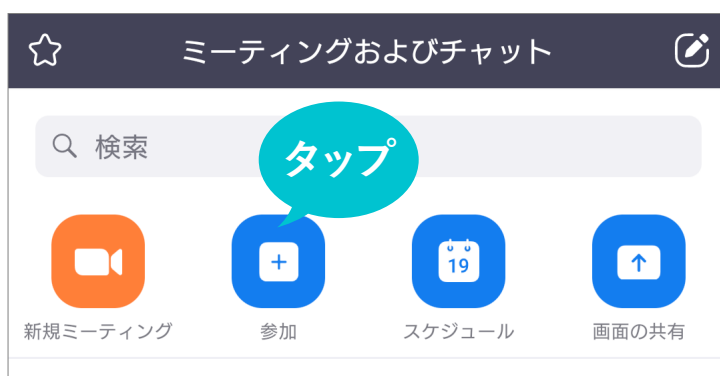 ミーティングおよびチャット
検索
タップ
19
新規ミーティング
参加
スケジュール
画面の共有